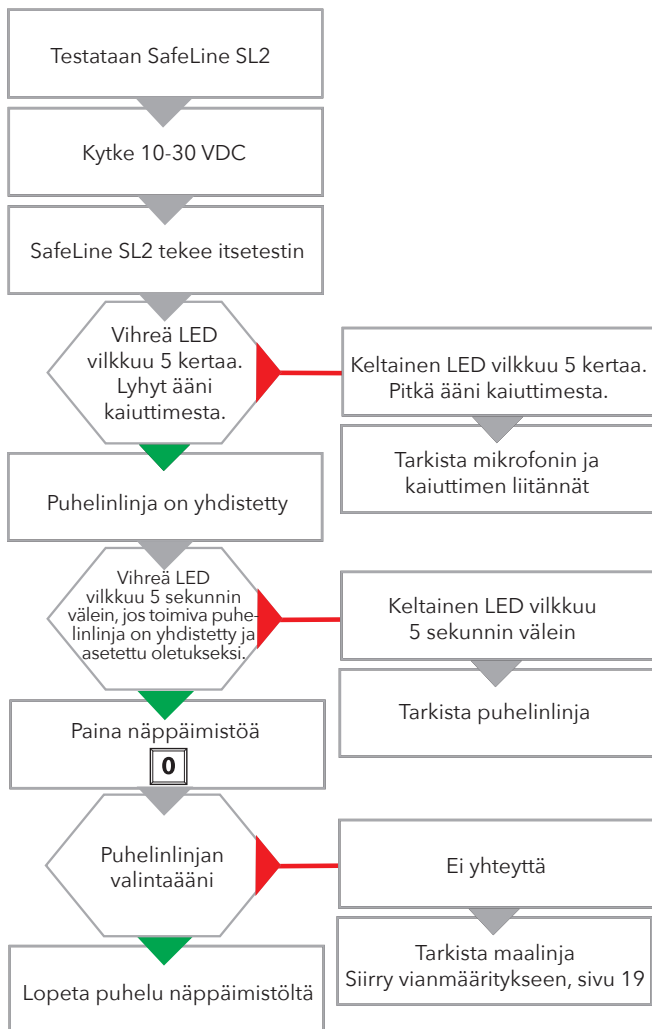 Testataan SafeLine SL2
Kytke 10-30 VDC
SafeLine SL2 tekee itsetestin
Vihreä LED
vilkkuu 5 kertaa.
Lyhyt ääni
kaiuttimesta.
Keltainen LED vilkkuu 5 kertaa.
Pitkä ääni kaiuttimesta.
Tarkista mikrofonin ja
kaiuttimen liitännät
Puhelinlinja on yhdistetty
Vihreä LED
vilkkuu 5 sekunnin
välein, jos toimiva puhe-
linlinja on yhdistetty ja
asetettu oletukseksi.
Keltainen LED vilkkuu
5 sekunnin välein
Tarkista puhelinlinja
Paina näppäimistöä
0
Puhelinlinjan
valintaääni
Ei yhteyttä
Tarkista maalinja
Siirry vianmääritykseen, sivu 19
Lopeta puhelu näppäimistöltä